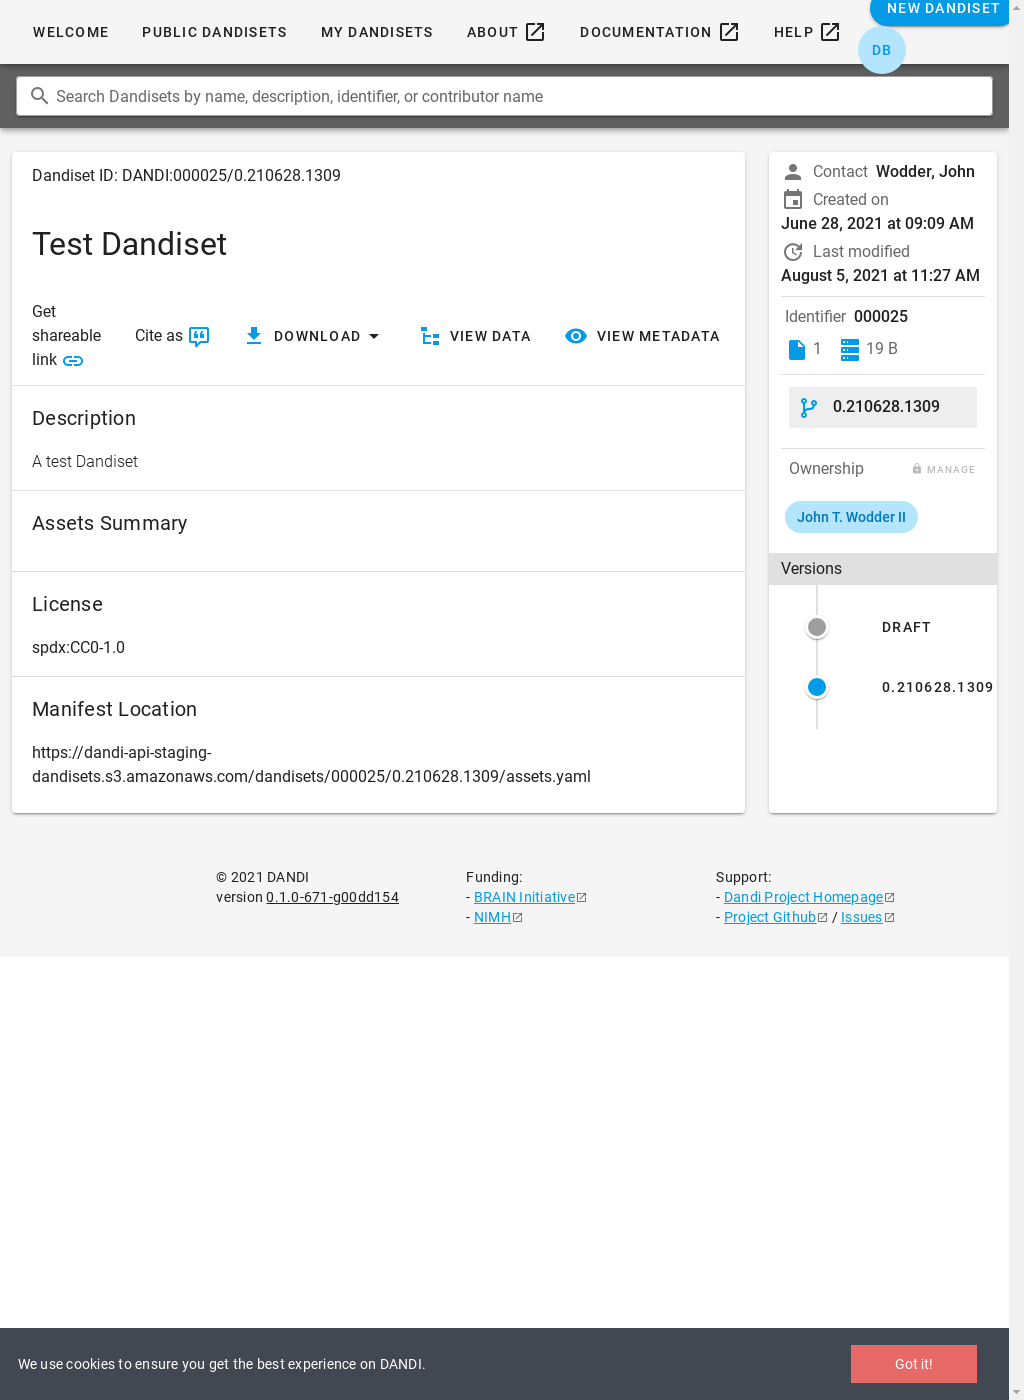 WELCOME PUBLIC DANDISETS MY DANDISETS ABOUT DOCUMENTATION HELP NEW DANDISET
DB
Search Dandisets by name, description, identifier, or contributor name
Dandiset ID: DANDI:000025/0.210628.1309
Test Dandiset
Get
shareable
link
Cite as
DOWNLOAD
VIEW DATA
VIEW METADATA
Description
A test Dandiset
Assets Summary
License
spdx:CC0-1.0
Manifest Location
https://dandi-api-staging-
dandisets.s3.amazonaws.com/dandisets/000025/0.210628.1309/assets.yaml
Contact Wodder, John
Created on
June 28, 2021 at 09:09 AM
Last modified
August 5, 2021 at 11:27 AM
Identifier 000025
1 19 B
0.210628.1309
Ownership MANAGE
John T. Wodder II
Versions
DRAFT
0.210628.1309
© 2021 DANDI
version 0.1.0-671-g00dd154
Funding:
- BRAIN Initiative
- NIMH
Support:
- Dandi Project Homepage
- Project Github / Issues
We use cookies to ensure you get the best experience on DANDI.
Got it!